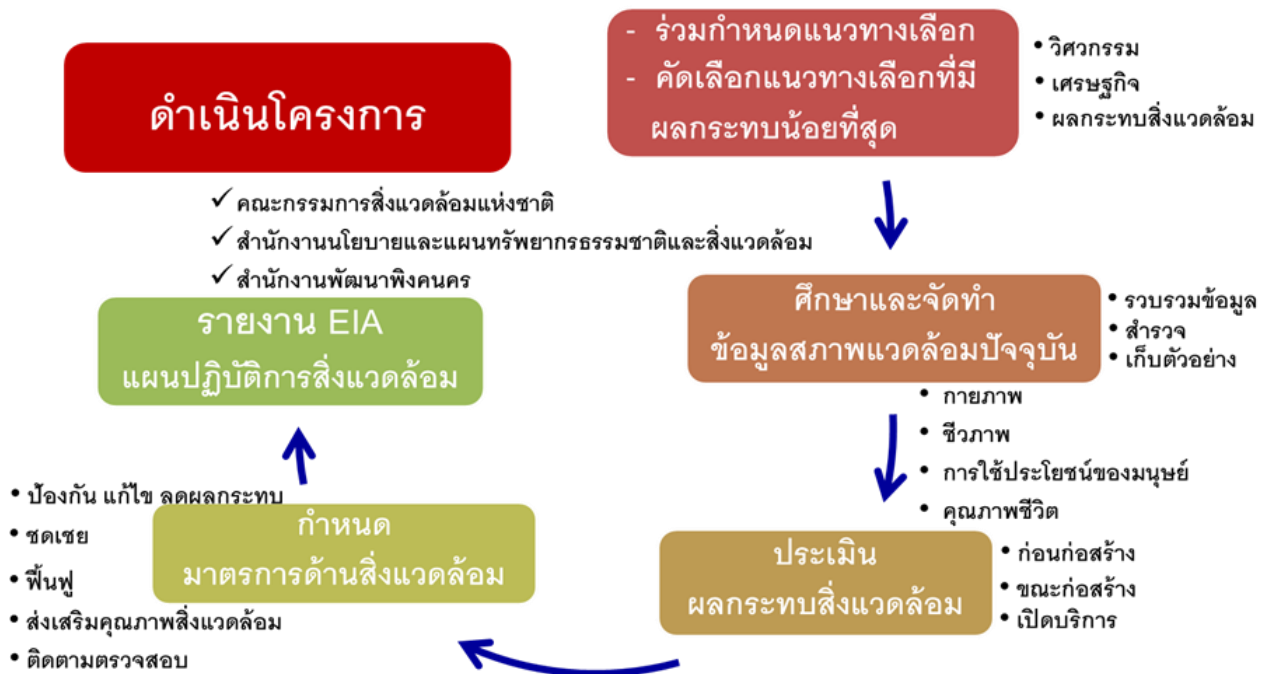 - ร่วมกำหนดแนวทางเลือก
- คัดเลือกแนวทางเลือกที่มี
ผลกระทบน้อยที่สุด
• วิศวกรรม
• เศรษฐกิจ
• ผลกระทบสิ่งแวดล้อม
ดำเนินโครงการ
✓ คณะกรรมการสิ่งแวดล้อมแห่งชาติ
✓ สำนักงานนโยบายและแผนทรัพยากรธรรมชาติและสิ่งแวดล้อม
✓ สำนักงานพัฒนาพิงคนคร
ศึกษาและจัดทำ
ข้อมูลสภาพแวดล้อมปัจจุบัน
• รวบรวมข้อมูล
• สำรวจ
• เก็บตัวอย่าง
• กายภาพ
• ชีวภาพ
• การใช้ประโยชน์ของมนุษย์
• คุณภาพชีวิต
รายงาน EIA
แผนปฏิบัติการสิ่งแวดล้อม
ประเมิน
ผลกระทบสิ่งแวดล้อม
• ก่อนก่อสร้าง
• ขณะก่อสร้าง
• เปิดบริการ
กำหนด
มาตรการด้านสิ่งแวดล้อม
• ป้องกัน แก้ไข ลดผลกระทบ
• ชดเชย
• ฟื้นฟู
• ส่งเสริมคุณภาพสิ่งแวดล้อม
• ติดตามตรวจสอบ